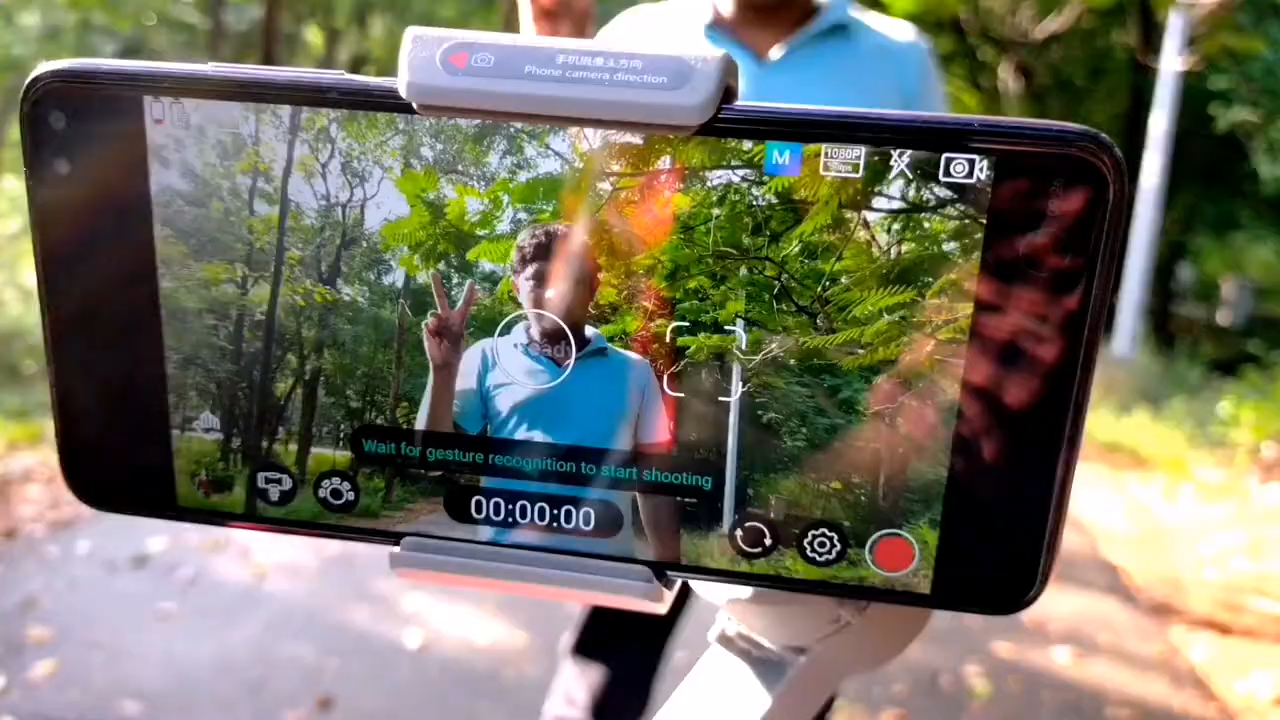 手机摄像头方向
Phone camera direction
M
1080P
Ready
Wait for gesture recognition to start shooting
00:00:00